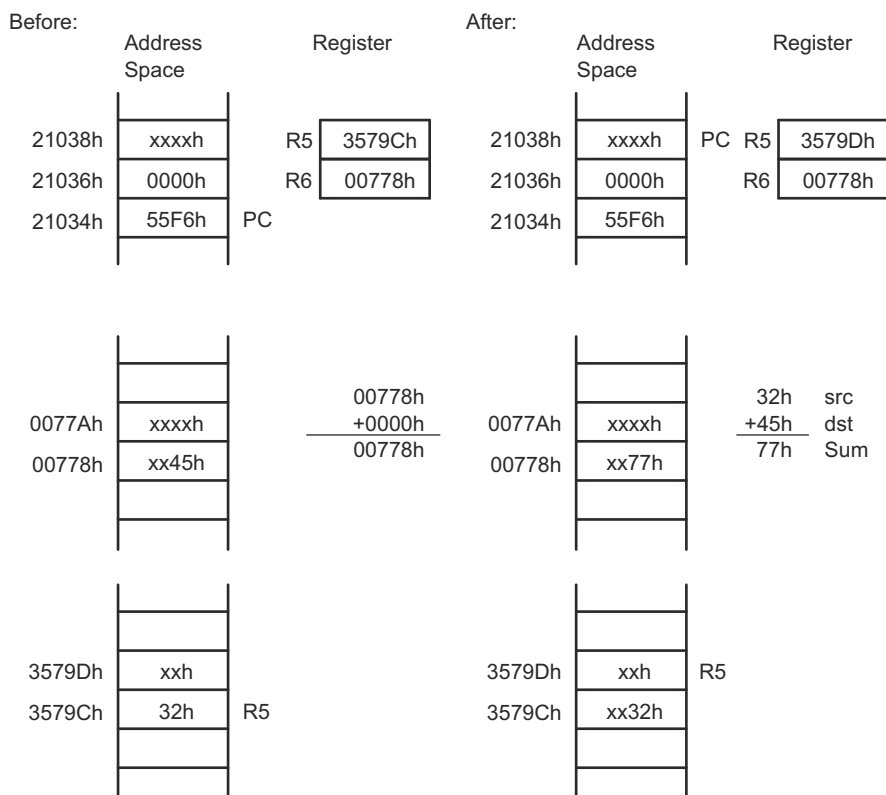 Before:
After:
Address Space
Register
Address Space
Register
21038h xxxxh R5 3579Ch
21036h 0000h R6 00778h
21034h 55F6h PC
21038h xxxxh PC R5 3579Dh
21036h 0000h R6 00778h
21034h 55F6h
00778h
0077Ah xxxxh +0000h
00778h xx45h 00778h
32h src
0077Ah xxxxh +45h dst
00778h xx77h 77h Sum
3579Dh xxh
3579Ch 32h R5
3579Dh xxh R5
3579Ch xx32h